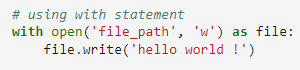 # using with statement
with open('file_path', 'w') as file:
    file.write('hello world !')